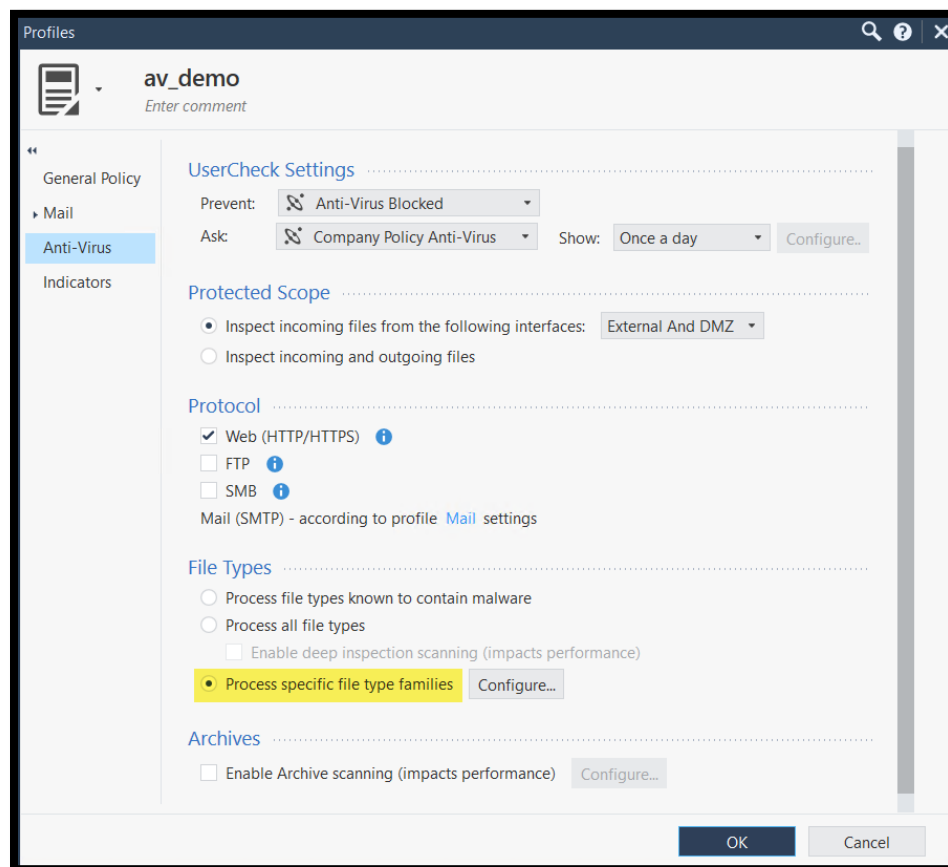 Profiles
av_demo
Enter comment
General Policy
Mail
Anti-Virus
Indicators
UserCheck Settings
Prevent: Anti-Virus Blocked
Ask: Company Policy Anti-Virus Show: Once a day Configure..
Protected Scope
Inspect incoming files from the following interfaces: External And DMZ
Inspect incoming and outgoing files
Protocol
Web (HTTP/HTTPS)
FTP
SMB
Mail (SMTP) - according to profile Mail settings
File Types
Process file types known to contain malware
Process all file types
Enable deep inspection scanning (impacts performance)
Process specific file type families Configure...
Archives
Enable Archive scanning (impacts performance) Configure...
OK Cancel